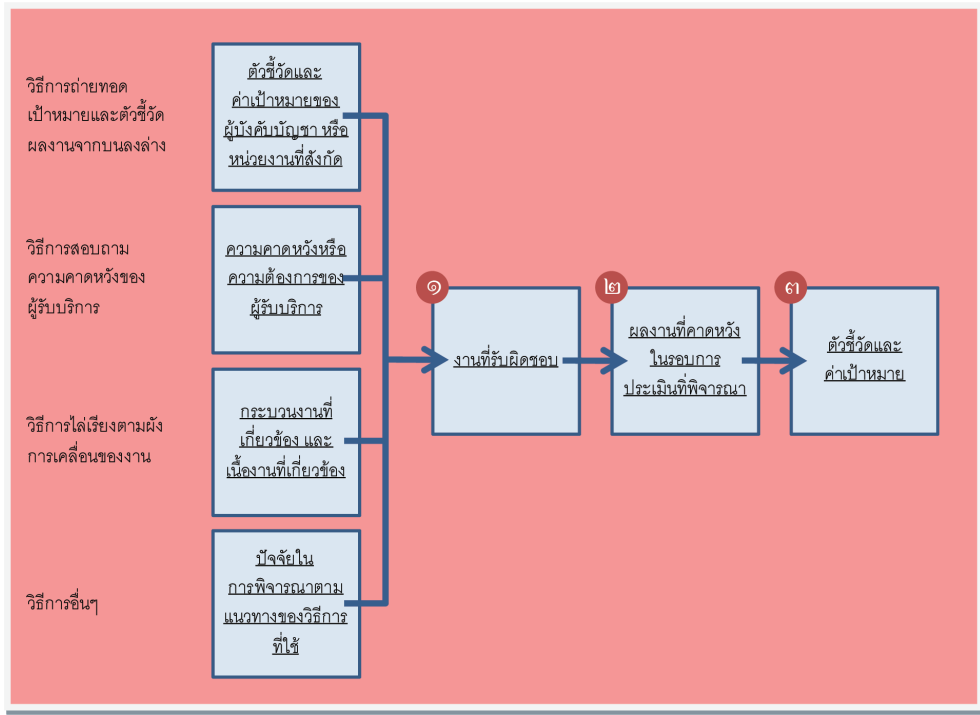 วิธีการถ่ายทอด
เป้าหมายและตัวชี้วัด
ผลงานจากบนลงล่าง
ตัวชี้วัดและ
ค่าเป้าหมายของ
ผู้บังคับบัญชา หรือ
หน่วยงานที่สังกัด
วิธีการสอบถาม
ความคาดหวังของ
ผู้รับบริการ
ความคาดหวังหรือ
ความต้องการของ
ผู้รับบริการ
วิธีการไล่เรียงตามผัง
การเคลื่อนของงาน
กระบวนงานที่
เกี่ยวข้อง และ
เนื้องานที่เกี่ยวข้อง
วิธีการอื่นๆ
ปัจจัยใน
การพิจารณาตาม
แนวทางของวิธีการ
ที่ใช้
๑
งานที่รับผิดชอบ
๒
ผลงานที่คาดหวัง
ในรอบการ
ประเมินที่พิจารณา
๓
ตัวชี้วัดและ
ค่าเป้าหมาย